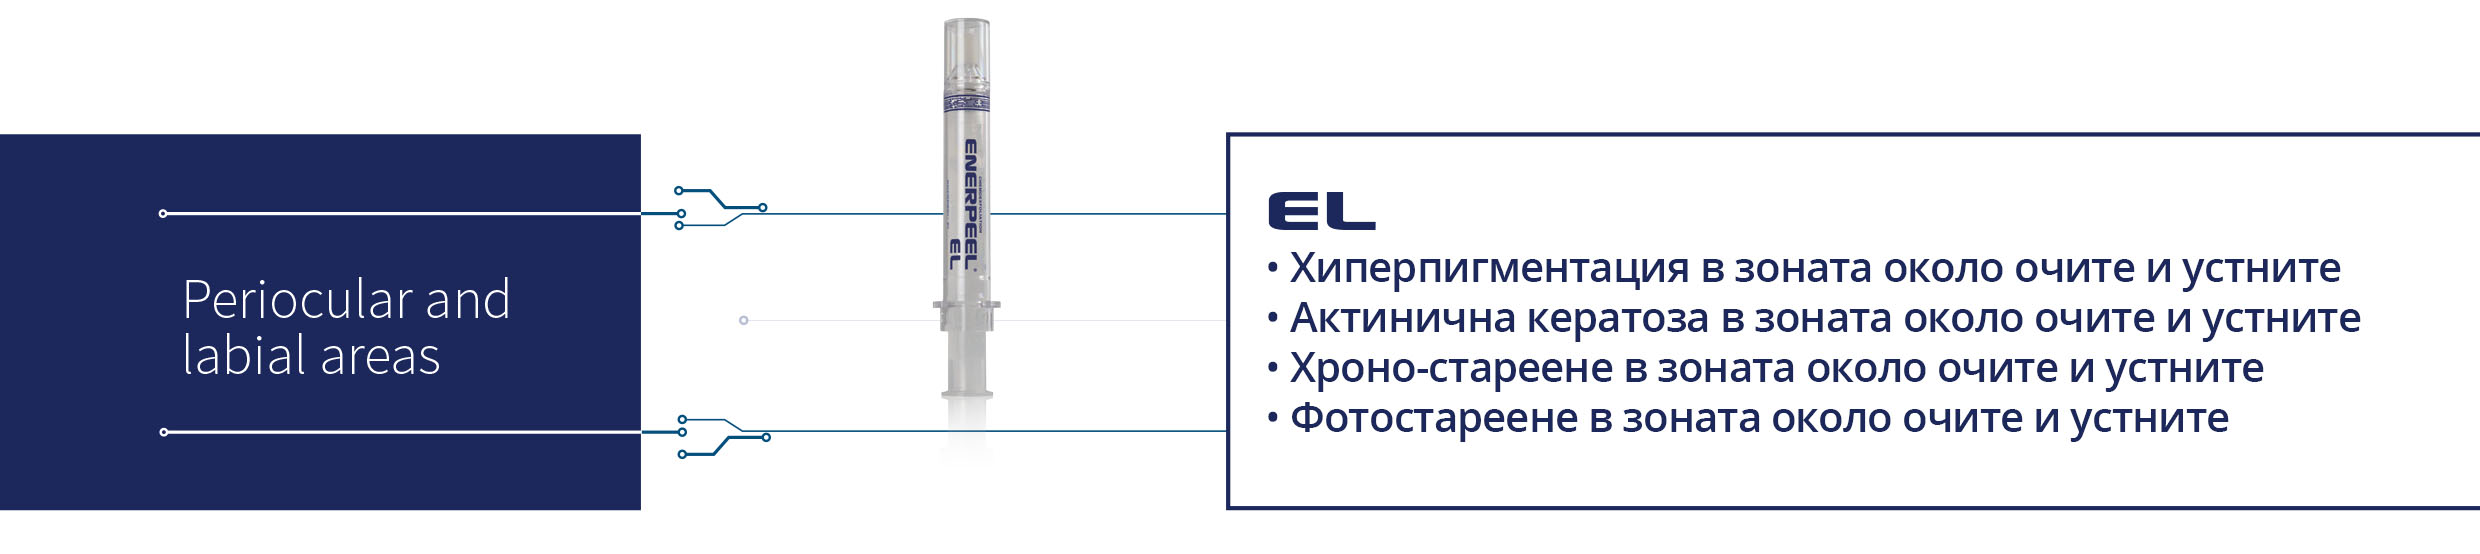 Periocular and
labial areas
ENERPEEL®
EL
EL
• Хиперпигментация в зоната около очите и устните
• Актинична кератоза в зоната около очите и устните
• Хроно-стареене в зоната около очите и устните
• Фотостареене в зоната около очите и устните